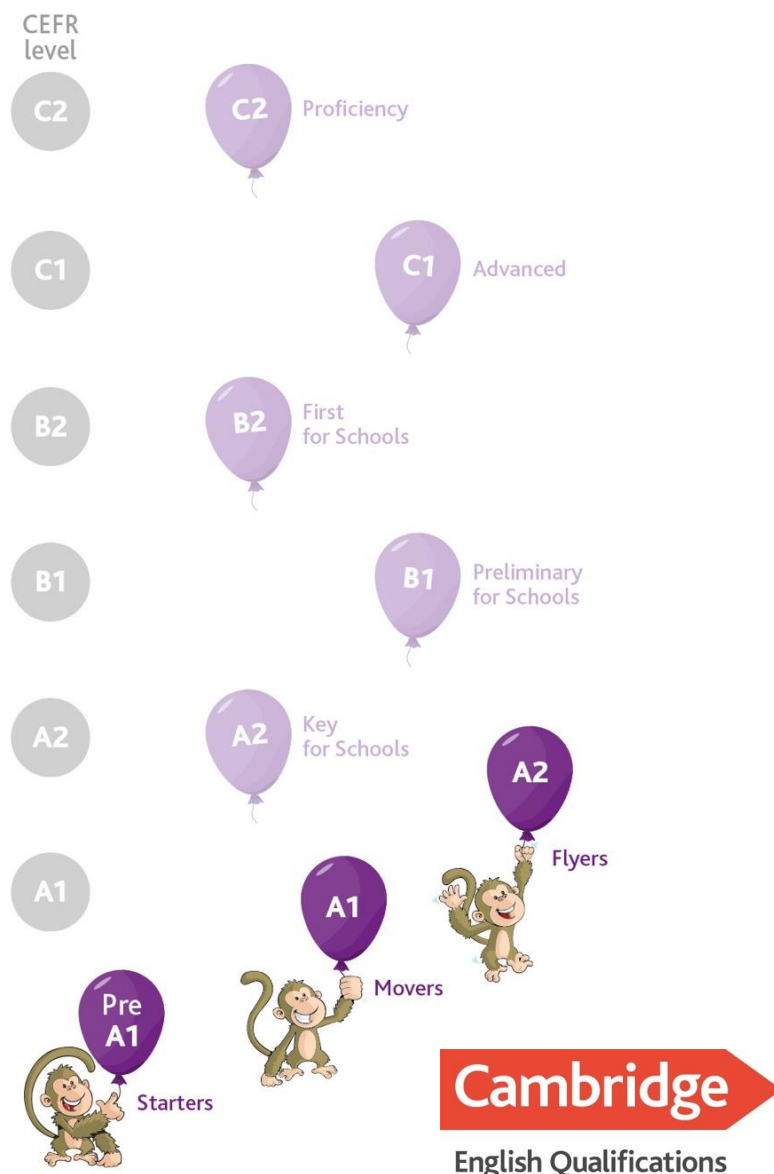 CEFR
level
C2
C2
Proficiency
C1
C1
Advanced
B2
B2
First
for Schools
B1
B1
Preliminary
for Schools
A2
A2
Key
for Schools
A2
Flyers
A1
A1
Movers
Pre
A1
Starters
Cambridge
English Qualifications